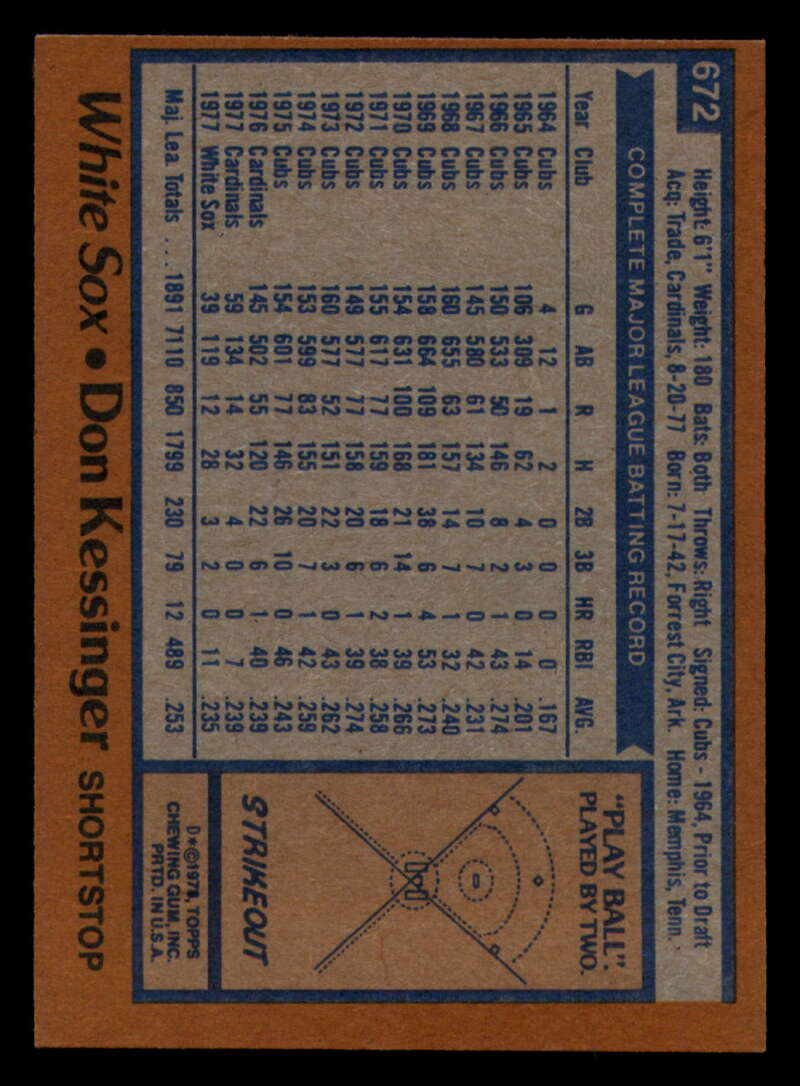 672
Height: 6'1" Weight: 180 Bats: Both Throws: Right Signed: Cubs - 1964, Prior to Draft
Acq: Trade, Cardinals, 8-20-77 Born: 7-17-42, Forrest City, Ark. Home: Memphis, Tenn.
COMPLETE MAJOR LEAGUE BATTING RECORD
Year Club G AB R H 2B 3B HR RBI AVG.
1964 Cubs 4 12 1 2 0 0 0 0 .167
1965 Cubs 106 309 19 62 4 3 0 14 .201
1966 Cubs 150 533 50 146 8 2 1 43 .274
1967 Cubs 145 580 61 134 10 7 0 42 .231
1968 Cubs 160 655 63 157 14 7 1 32 .240
1969 Cubs 158 664 109 181 38 6 4 53 .273
1970 Cubs 154 631 100 168 21 14 1 39 .266
1971 Cubs 155 617 77 159 18 6 2 38 .258
1972 Cubs 149 577 77 158 20 6 1 39 .274
1973 Cubs 160 577 52 151 22 3 0 43 .262
1974 Cubs 153 599 83 155 20 7 1 42 .259
1975 Cubs 154 601 77 146 26 10 0 46 .243
1976 Cardinals 145 502 55 120 22 6 1 40 .239
1977 Cardinals 59 134 14 32 4 0 0 7 .239
1977 White Sox 39 119 12 28 3 2 0 11 .235
Maj. Lea. Totals . . . . 1891 7110 850 1799 230 79 12 489 .253
"PLAY BALL".
PLAYED BY TWO.
STRIKEOUT
D*©1978, TOPPS
CHEWING GUM, INC.
PRTD. IN U.S.A.
White Sox • Don Kessinger SHORTSTOP